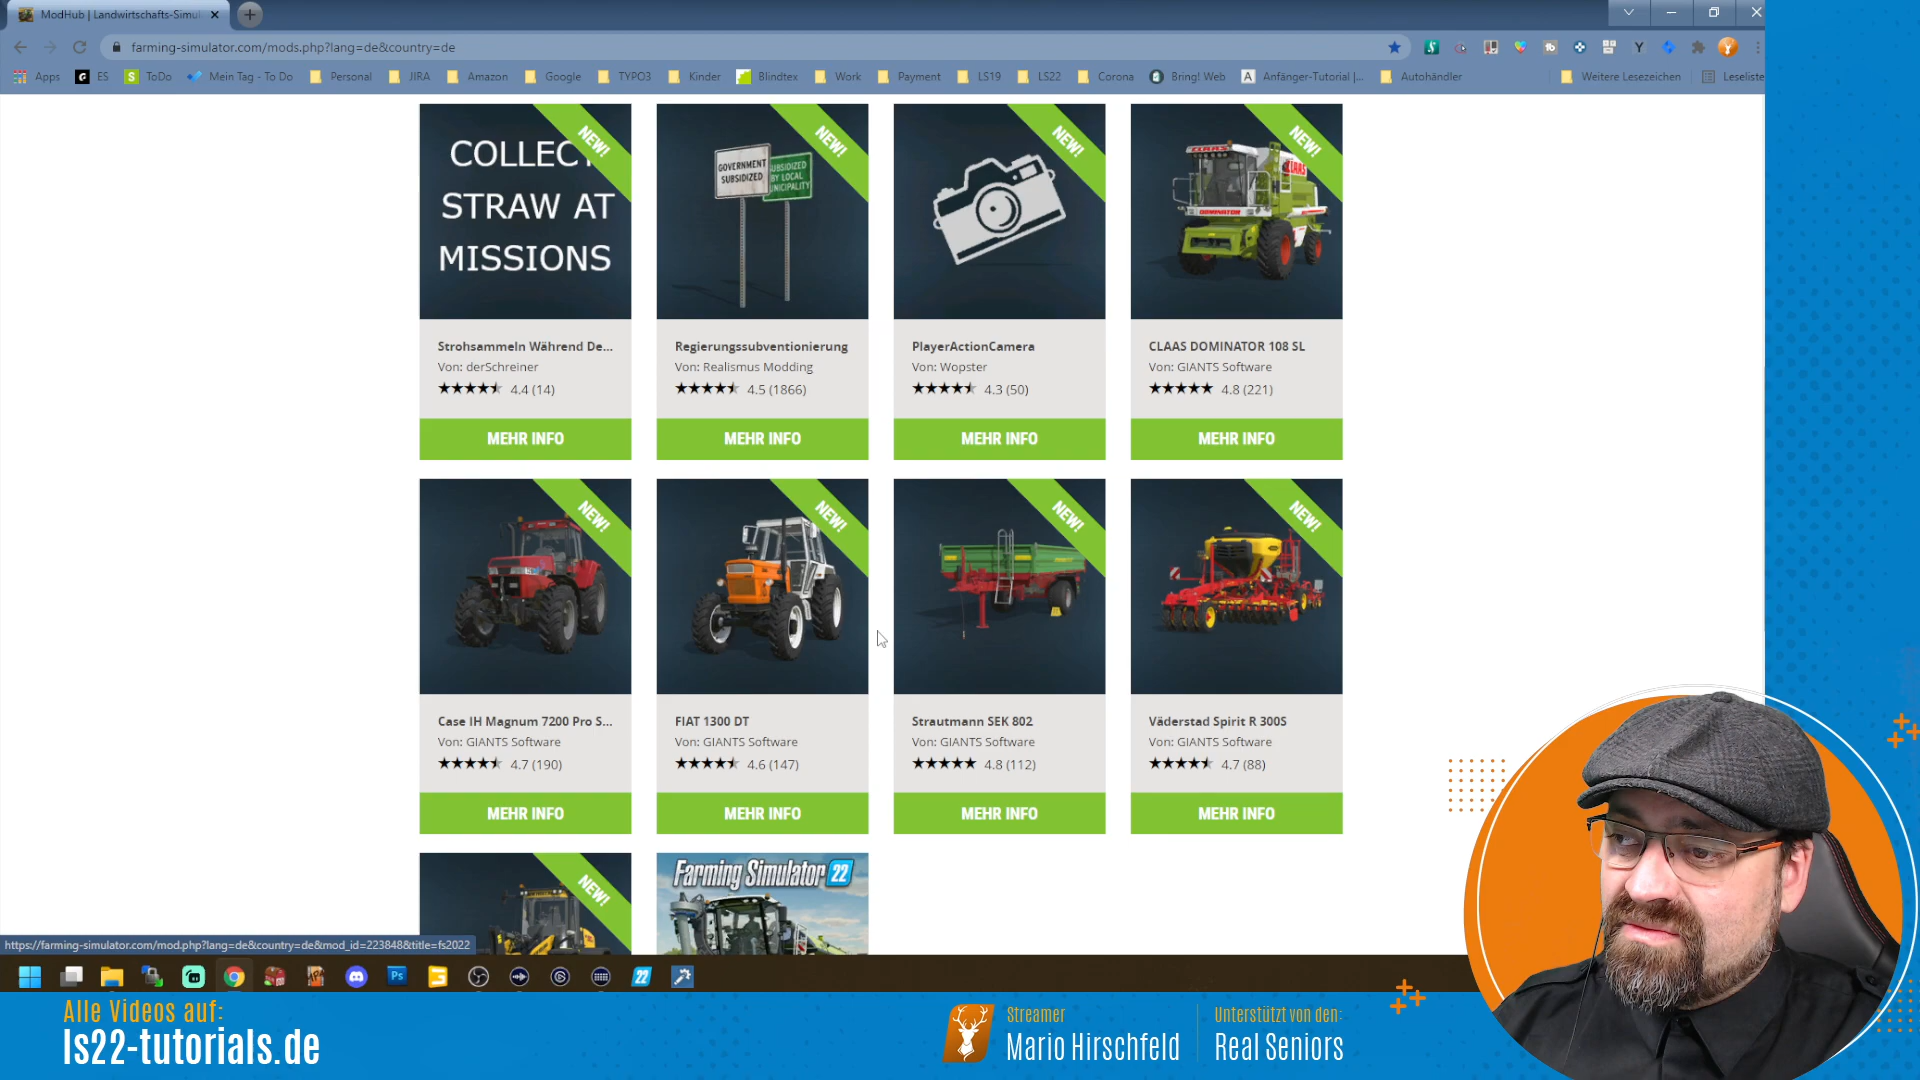 ModHub | Landwirtschafts-Simul
farming-simulator.com/mods.php?lang=de&country=de
Apps
ES
ToDo
Mein Tag - To Do
Personal
JIRA
Amazon
Google
TYPO3
Kinder
Blindtex
Work
Payment
LS19
LS22
Corona
Bring! Web
Anfänger-Tutorial |...
Autohändler
Weitere Lesezeichen
Leseliste
COLLECT
STRAW AT
MISSIONS
NEW!
GOVERNMENT
SUBSIDIZED
SUBSIDIZED
BY LOCAL
MUNICIPALITY
NEW!
NEW!
CLAAS
CLAAS
DOMINATOR
NEW!
Strohsammeln Während De...
Von: derSchreiner
4.4 (14)
MEHR INFO
Regierungssubventionierung
Von: Realismus Modding
4.5 (1866)
MEHR INFO
PlayerActionCamera
Von: Wopster
4.3 (50)
MEHR INFO
CLAAS DOMINATOR 108 SL
Von: GIANTS Software
4.8 (221)
MEHR INFO
NEW!
NEW!
NEW!
NEW!
Case IH Magnum 7200 Pro S...
Von: GIANTS Software
4.7 (190)
MEHR INFO
FIAT 1300 DT
Von: GIANTS Software
4.6 (147)
MEHR INFO
Strautmann SEK 802
Von: GIANTS Software
4.8 (112)
MEHR INFO
Väderstad Spirit R 300S
Von: GIANTS Software
4.7 (88)
MEHR INFO
NEW!
Farming Simulator 22
https://farming-simulator.com/mod.php?lang=de&country=de&mod_id=223848&title=fs2022
Ps
22
Alle Videos auf:
ls22-tutorials.de
Streamer
Mario Hirschfeld
Unterstützt von den:
Real Seniors